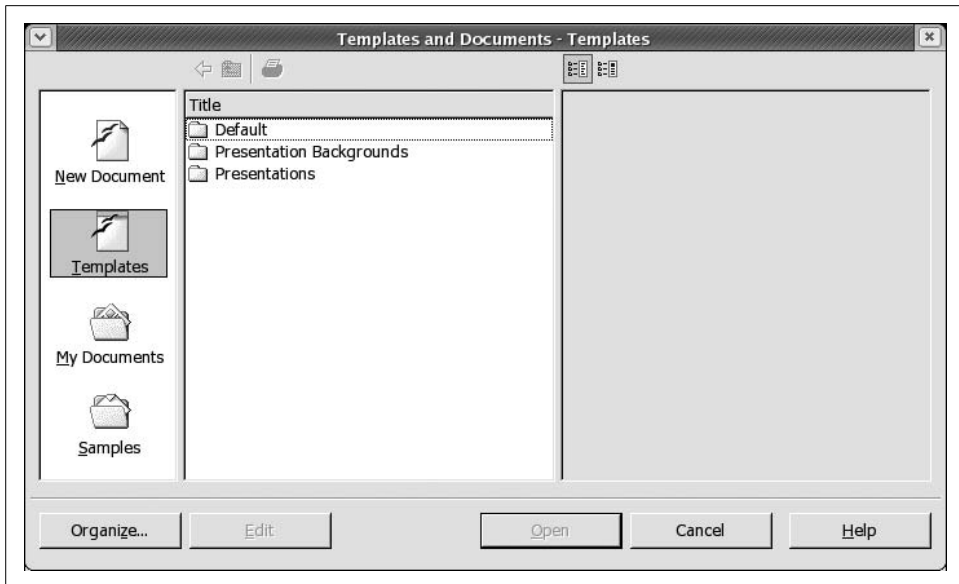 Templates and Documents - Templates
Title
Default
Presentation Backgrounds
Presentations
New Document
Templates
My Documents
Samples
Organize...
Edit
Open
Cancel
Help